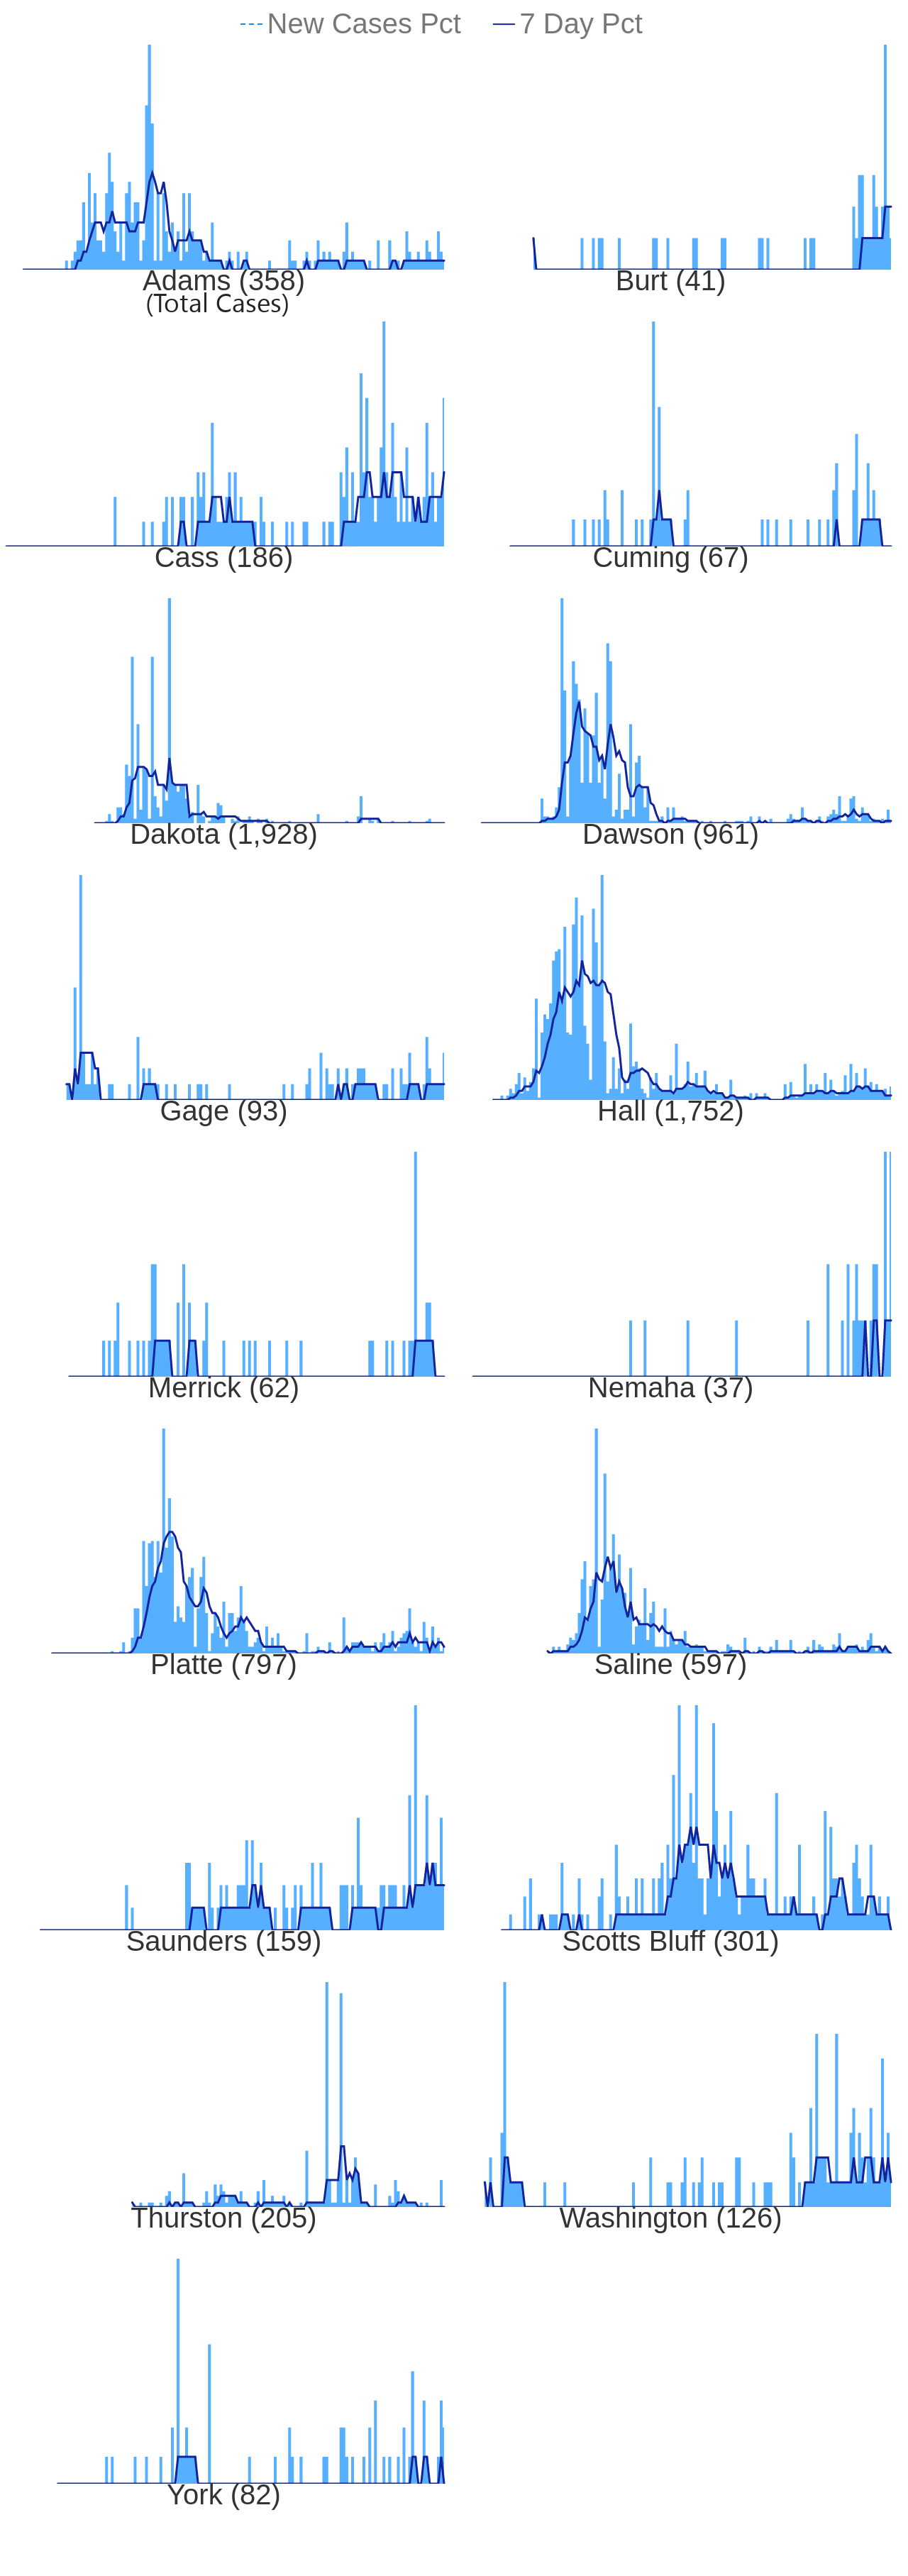 New Cases Pct 7 Day Pct
Adams (358) Burt (41)
(Total Cases)
Cass (186) Cuming (67)
Dakota (1,928) Dawson (961)
Gage (93) Hall (1,752)
Merrick (62) Nemaha (37)
Platte (797) Saline (597)
Saunders (159) Scotts Bluff (301)
Thurston (205) Washington (126)
York (82)